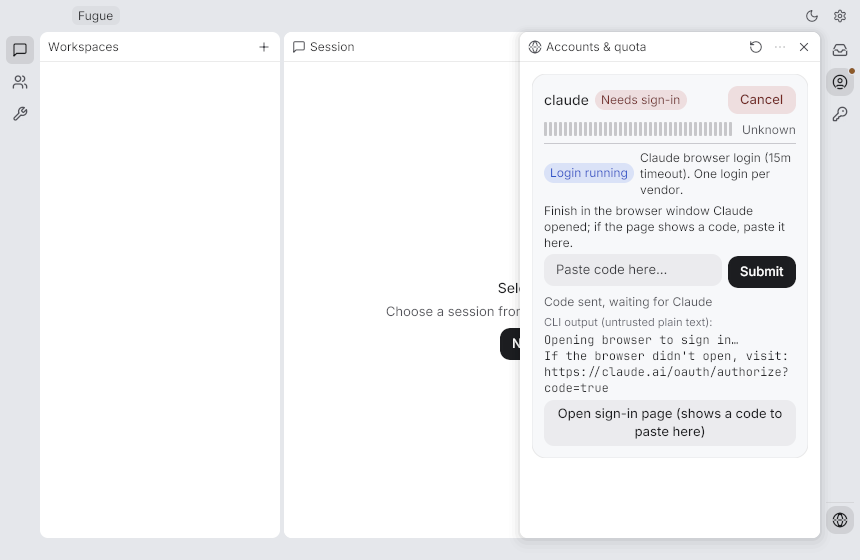 Fugue
Workspaces
Session
Accounts & quota
claude
Needs sign-in
Cancel
Unknown
Login running
Claude browser login (15m
timeout). One login per
vendor.
Finish in the browser window Claude
opened; if the page shows a code, paste it
here.
Paste code here...
Submit
Code sent, waiting for Claude
CLI output (untrusted plain text):
Opening browser to sign in…
If the browser didn't open, visit:
https://claude.ai/oauth/authorize?
code=true
Open sign-in page (shows a code to
paste here)
Sele
Choose a session from
N